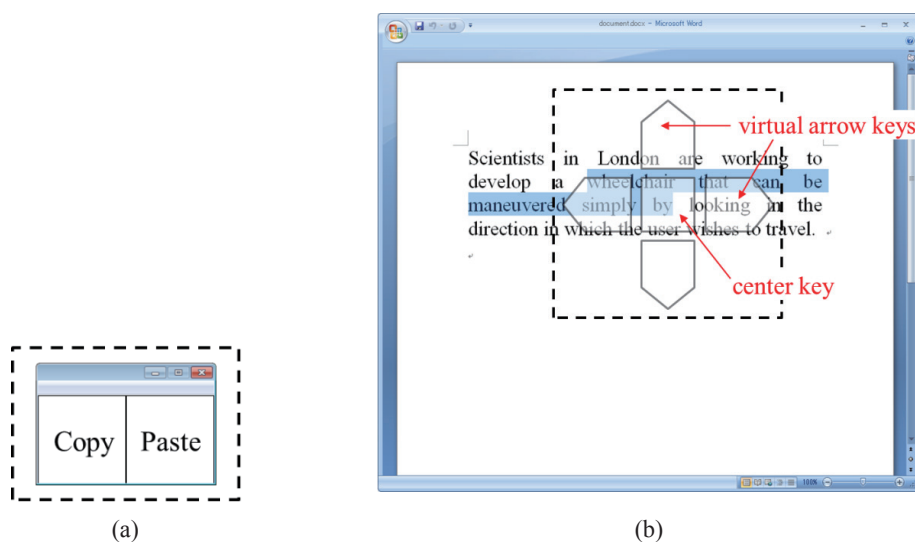 document.docx - Microsoft Word
virtual arrow keys
Scientists in London are working to
develop a wheelchair that can be
maneuvered simply by looking in the
direction in which the user wishes to travel.
center key
Copy Paste
100%
(a) (b)